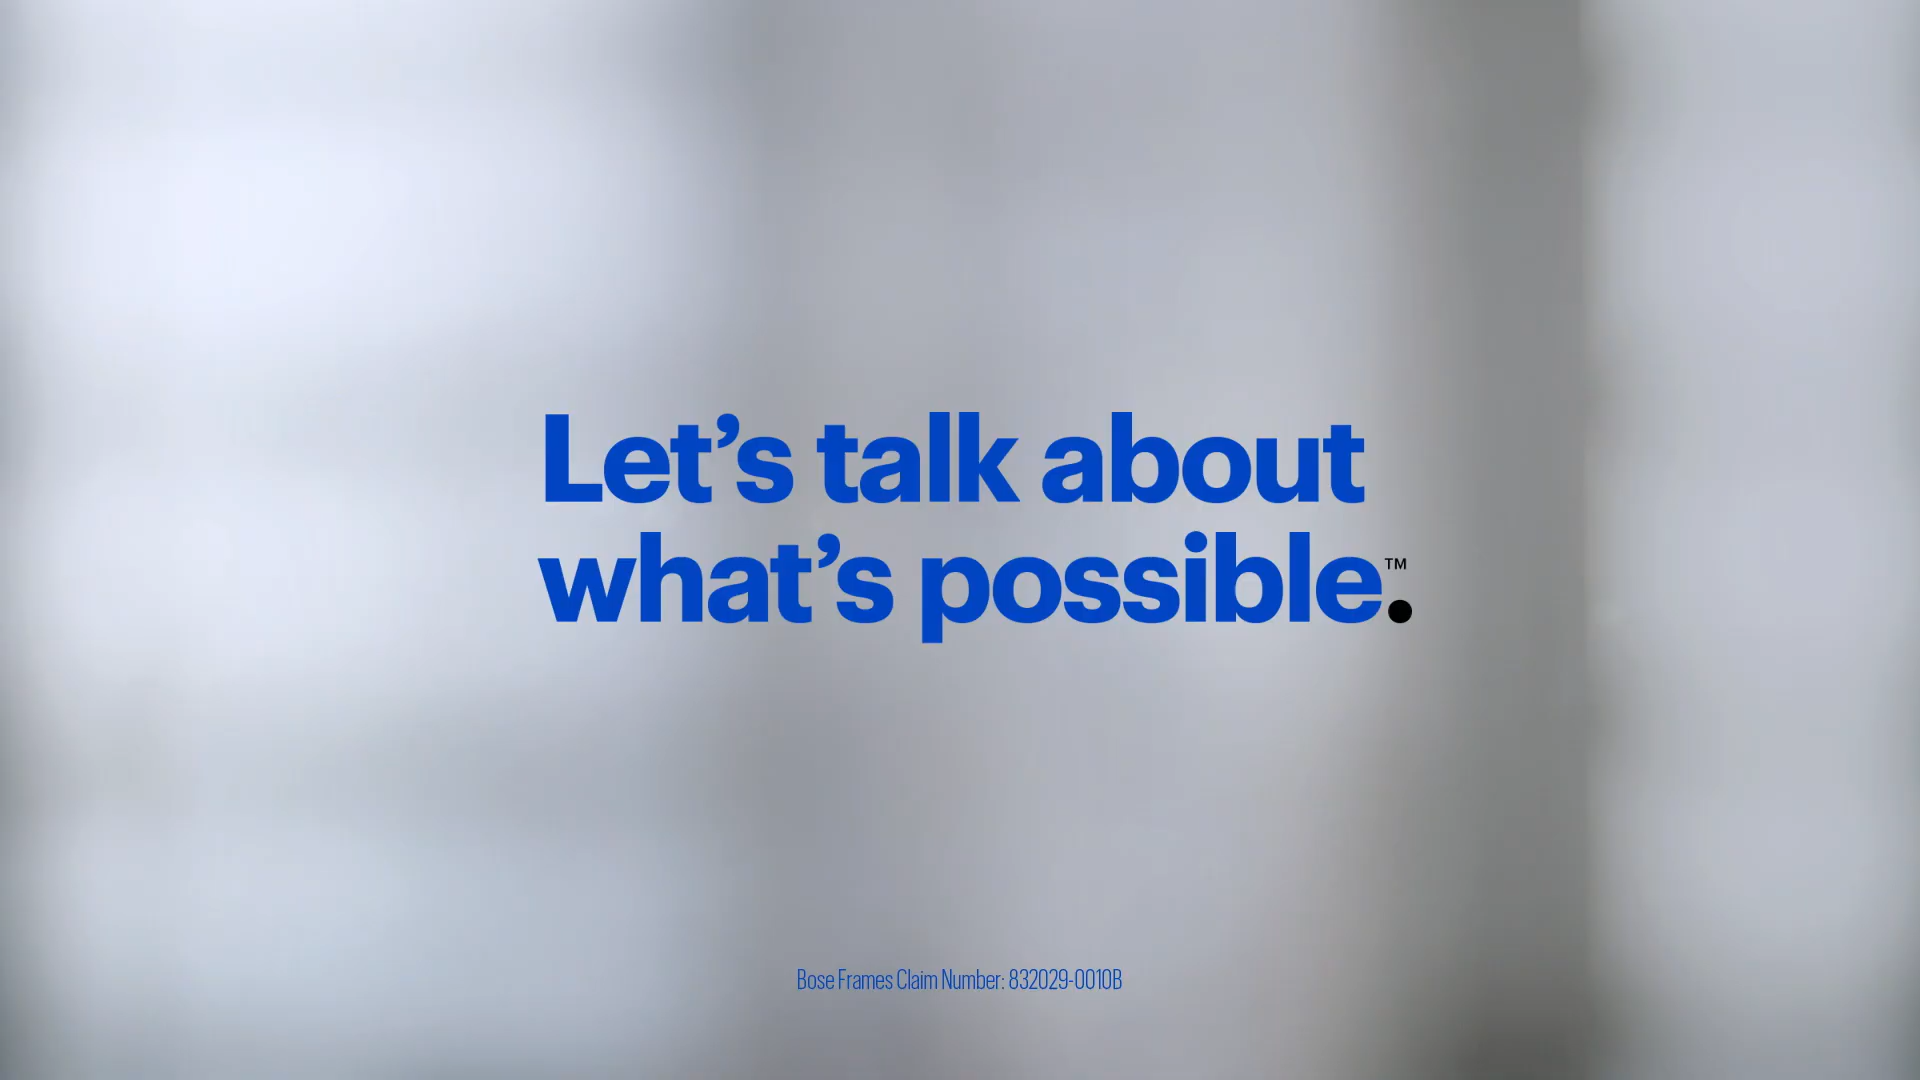 Let’s talk about
what’s possible.™
Bose Frames Claim Number: 832029-0010B